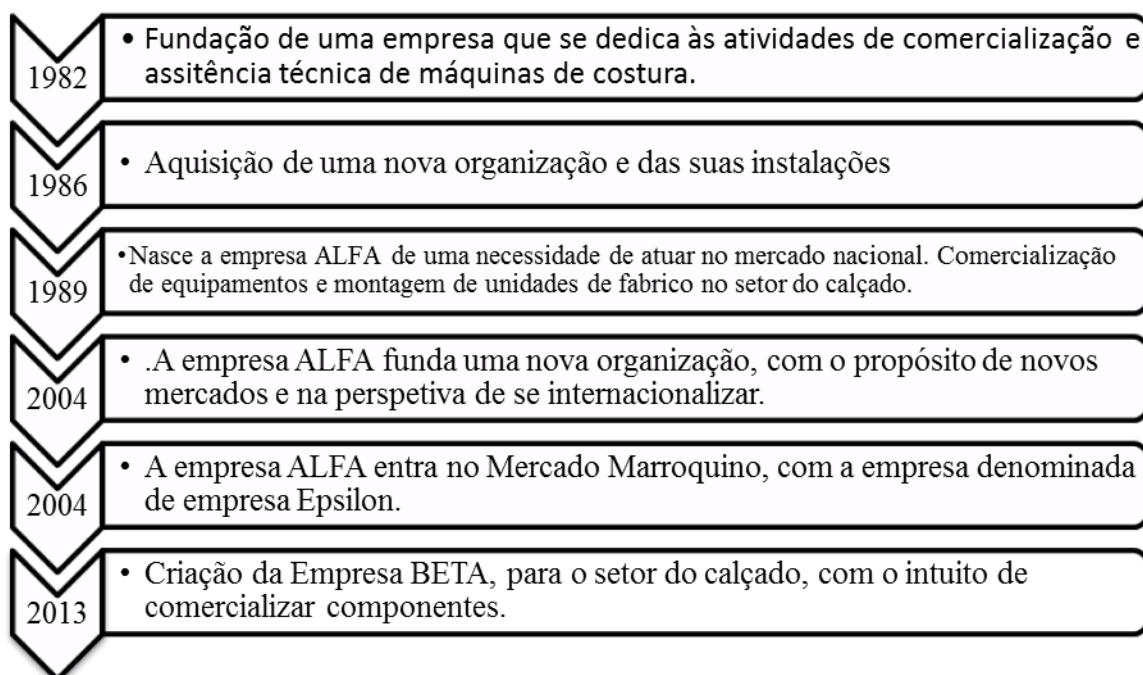 • Fundação de uma empresa que se dedica às atividades de comercialização e
1982
assitência técnica de máquinas de costura.
• Aquisição de uma nova organização e das suas instalações
1986
•Nasce a empresa ALFA de uma necessidade de atuar no mercado nacional. Comercialização
1989
de equipamentos e montagem de unidades de fabrico no setor do calçado.
• .A empresa ALFA funda uma nova organização, com o propósito de novos
2004
mercados e na perspetiva de se internacionalizar.
• A empresa ALFA entra no Mercado Marroquino, com a empresa denominada
2004
de empresa Epsilon.
• Criação da Empresa BETA, para o setor do calçado, com o intuito de
2013
comercializar componentes.